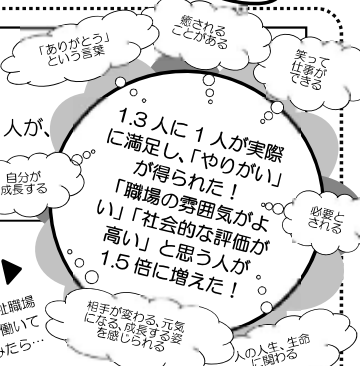 「ありがとう」
という言葉
癒される
ことがある
笑って
仕事が
できる
人が、
自分が
成長する
1.3 人に 1 人が実際
に満足し、「やりがい」
が得られた！
「職場の雰囲気がよ
い」「社会的な評価が
高い」と思う人が
1.5 倍に増えた！
必要と
される
職場
働いて
みたら…
相手が変わる、元気
になる、成長する姿
を感じられる
人の人生、生命
に関わる